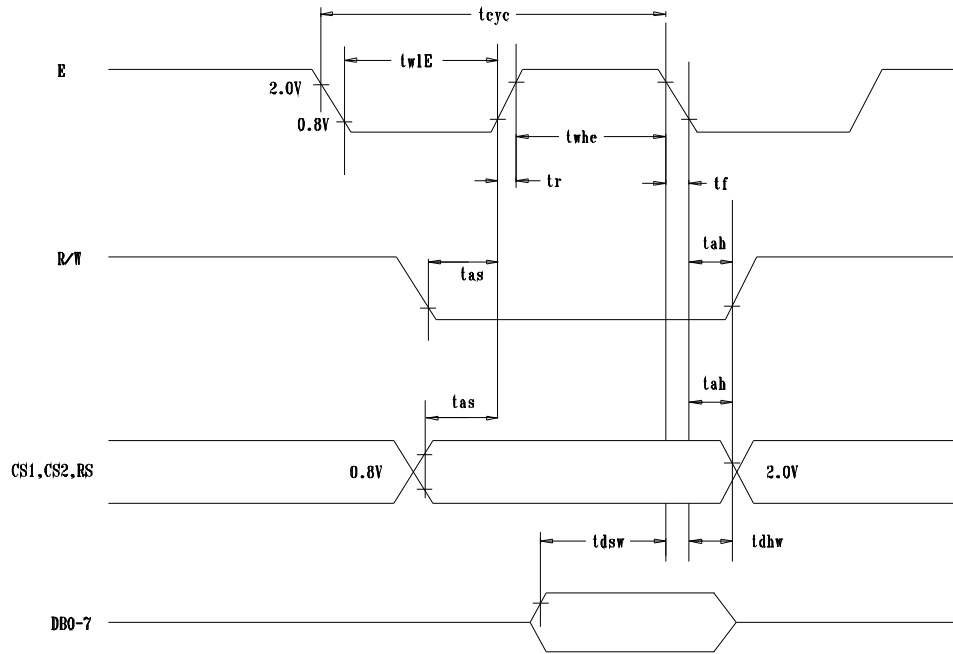 tcyc
E
twlE
2.0V
0.8V
twhe
tr
tf
R/W
tas
tah
tas
tah
CS1,CS2,RS
0.8V
2.0V
tdsw
tdhw
DB0-7